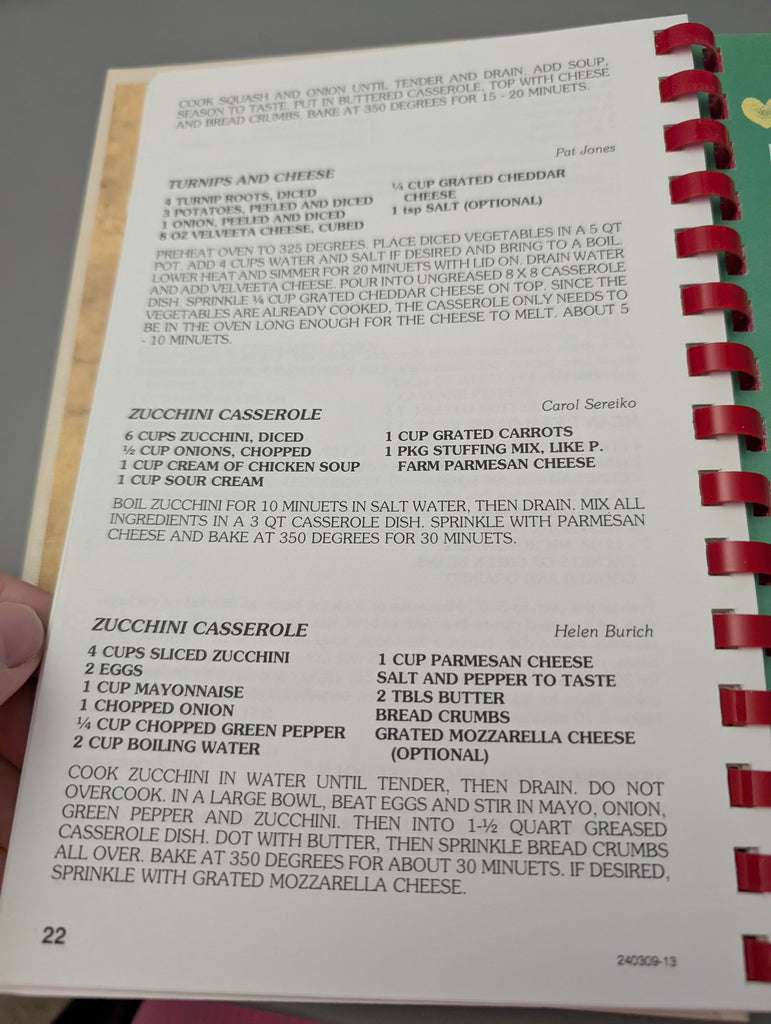 COOK SQUASH AND ONION UNTIL TENDER AND DRAIN. ADD SOUP,
SEASON TO TASTE. PUT IN BUTTERED CASSEROLE, TOP WITH CHEESE
AND BREAD CRUMBS. BAKE AT 350 DEGREES FOR 15 - 20 MINUETS.
TURNIPS AND CHEESE
Pat Jones
4 TURNIP ROOTS, DICED
3 POTATOES, PEELED AND DICED
1 ONION, PEELED AND DICED
8 OZ VELVEETA CHEESE, CUBED
¼ CUP GRATED CHEDDAR
CHEESE
1 tsp SALT (OPTIONAL)
PREHEAT OVEN TO 325 DEGREES. PLACE DICED VEGETABLES IN A 5 QT
POT. ADD 4 CUPS WATER AND SALT IF DESIRED AND BRING TO A BOIL.
LOWER HEAT AND SIMMER FOR 20 MINUETS WITH LID ON. DRAIN WATER
AND ADD VELVEETA CHEESE. POUR INTO UNGREASED 8 X 8 CASSEROLE
DISH. SPRINKLE ¼ CUP GRATED CHEDDAR CHEESE ON TOP. SINCE THE
VEGETABLES ARE ALREADY COOKED, THE CASSEROLE ONLY NEEDS TO
BE IN THE OVEN LONG ENOUGH FOR THE CHEESE TO MELT. ABOUT 5
- 10 MINUETS.
ZUCCHINI CASSEROLE
Carol Sereiko
6 CUPS ZUCCHINI, DICED
½ CUP ONIONS, CHOPPED
1 CUP CREAM OF CHICKEN SOUP
1 CUP SOUR CREAM
1 CUP GRATED CARROTS
1 PKG STUFFING MIX, LIKE P.
FARM PARMESAN CHEESE
BOIL ZUCCHINI FOR 10 MINUETS IN SALT WATER, THEN DRAIN. MIX ALL
INGREDIENTS IN A 3 QT CASSEROLE DISH. SPRINKLE WITH PARMESAN
CHEESE AND BAKE AT 350 DEGREES FOR 30 MINUETS.
ZUCCHINI CASSEROLE
Helen Burich
4 CUPS SLICED ZUCCHINI
2 EGGS
1 CUP MAYONNAISE
1 CHOPPED ONION
¼ CUP CHOPPED GREEN PEPPER
2 CUP BOILING WATER
1 CUP PARMESAN CHEESE
SALT AND PEPPER TO TASTE
2 TBLS BUTTER
BREAD CRUMBS
GRATED MOZZARELLA CHEESE
(OPTIONAL)
COOK ZUCCHINI IN WATER UNTIL TENDER, THEN DRAIN. DO NOT
OVERCOOK. IN A LARGE BOWL, BEAT EGGS AND STIR IN MAYO, ONION,
GREEN PEPPER AND ZUCCHINI. THEN INTO 1-½ QUART GREASED
CASSEROLE DISH. DOT WITH BUTTER, THEN SPRINKLE BREAD CRUMBS
ALL OVER. BAKE AT 350 DEGREES FOR ABOUT 30 MINUETS. IF DESIRED,
SPRINKLE WITH GRATED MOZZARELLA CHEESE.
22
240309-13